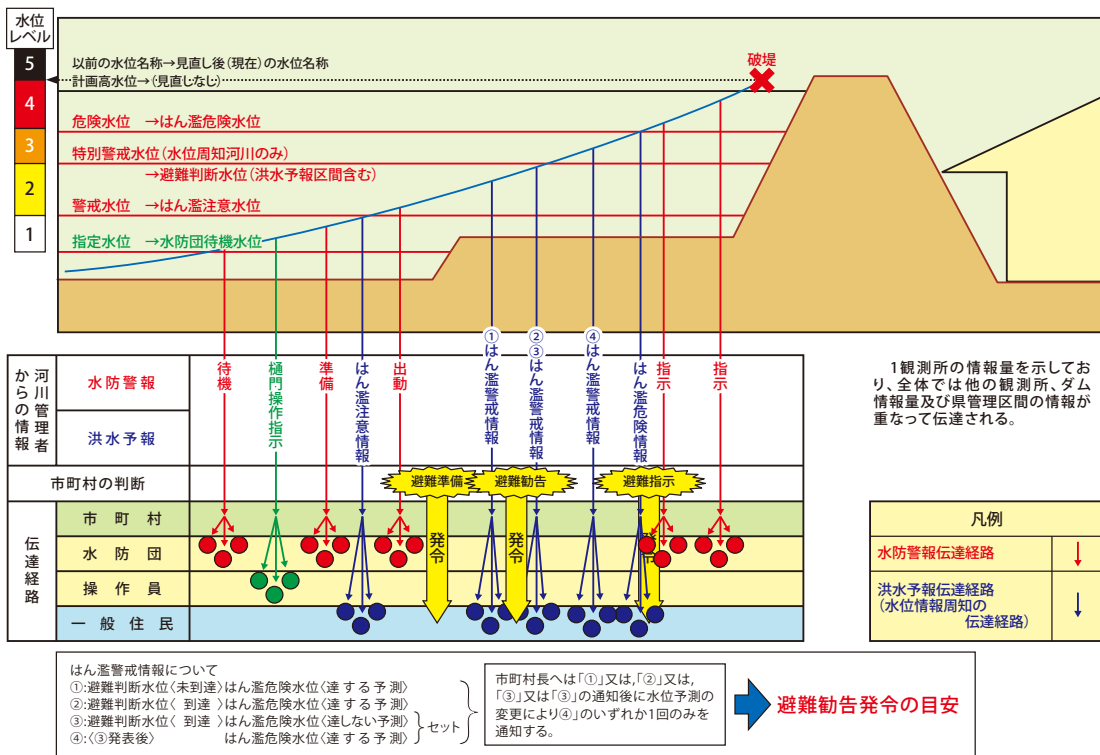 水位
レベル
5
4
3
2
1
以前の水位名称→見直し後(現在)の水位名称
計画高水位→(見直しなし)
破堤
危険水位 →はん濫危険水位
特別警戒水位(水位周知河川のみ)
→避難判断水位(洪水予報区間含む)
警戒水位 →はん濫注意水位
指定水位 →水防団待機水位
河川管理者
からの情報
水防警報
洪水予報
待機
樋門操作指示
準備
はん濫注意情報
出動
①はん濫警戒情報
②③はん濫警戒情報
④はん濫警戒情報
はん濫危険情報
指示
指示
1観測所の情報量を示してお
り、全体では他の観測所、ダム
情報量及び県管理区間の情報が
重なって伝達される。
市町村の判断
避難準備
避難勧告
避難指示
伝達経路
市町村
水防団
操作員
一般住民
発令
発令
発令
凡例
水防警報伝達経路
洪水予報伝達経路
(水位情報周知の
伝達経路)
はん濫警戒情報について
①:避難判断水位〈未到達〉はん濫危険水位〈達する予測〉
②:避難判断水位〈 到達 〉はん濫危険水位〈達する予測〉
③:避難判断水位〈 到達 〉はん濫危険水位〈達しない予測〉
④:〈③発表後〉 はん濫危険水位〈達する予測〉
セット
市町村長へは「①」又は,「②」又は,
「③」又は「③」の通知後に水位予測の
変更により④」のいずれか1回のみを
通知する。
避難勧告発令の目安